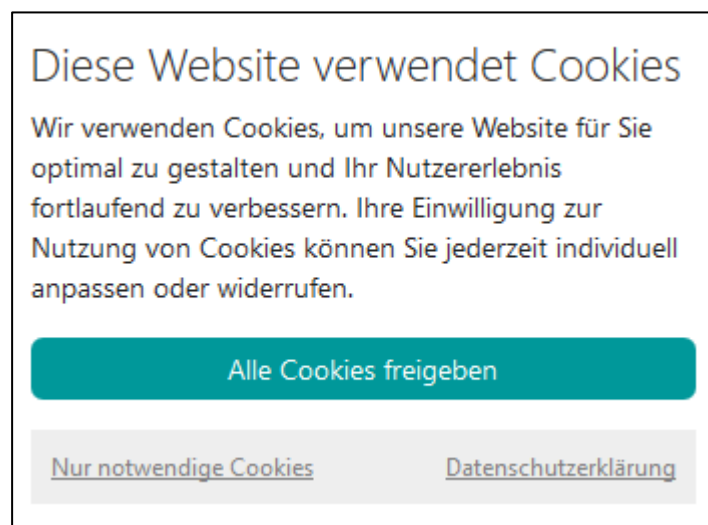 Diese Website verwendet Cookies
Wir verwenden Cookies, um unsere Website für Sie
optimal zu gestalten und Ihr Nutzererlebnis
fortlaufend zu verbessern. Ihre Einwilligung zur
Nutzung von Cookies können Sie jederzeit individuell
anpassen oder widerrufen.
Alle Cookies freigeben
Nur notwendige Cookies Datenschutzerklärung